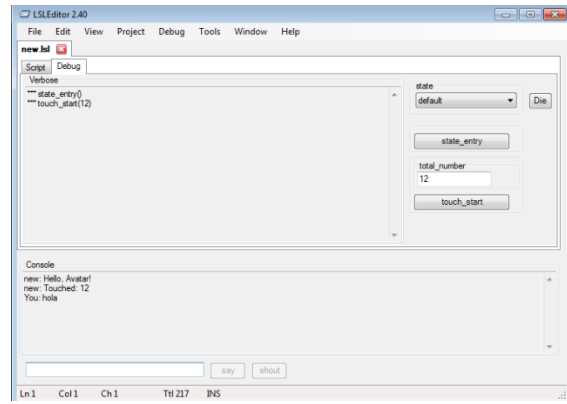 LSLEditor 2.40
File Edit View Project Debug Tools Window Help
new.lsl
Script Debug
Verbose
*** state_entry()
*** touch_start(12)
state
default
Die
state_entry
total_number
12
touch_start
Console
new: Hello, Avatar!
new: Touched: 12
You: hola
say shout
Ln 1 Col 1 Ch 1 Ttl 217 INS